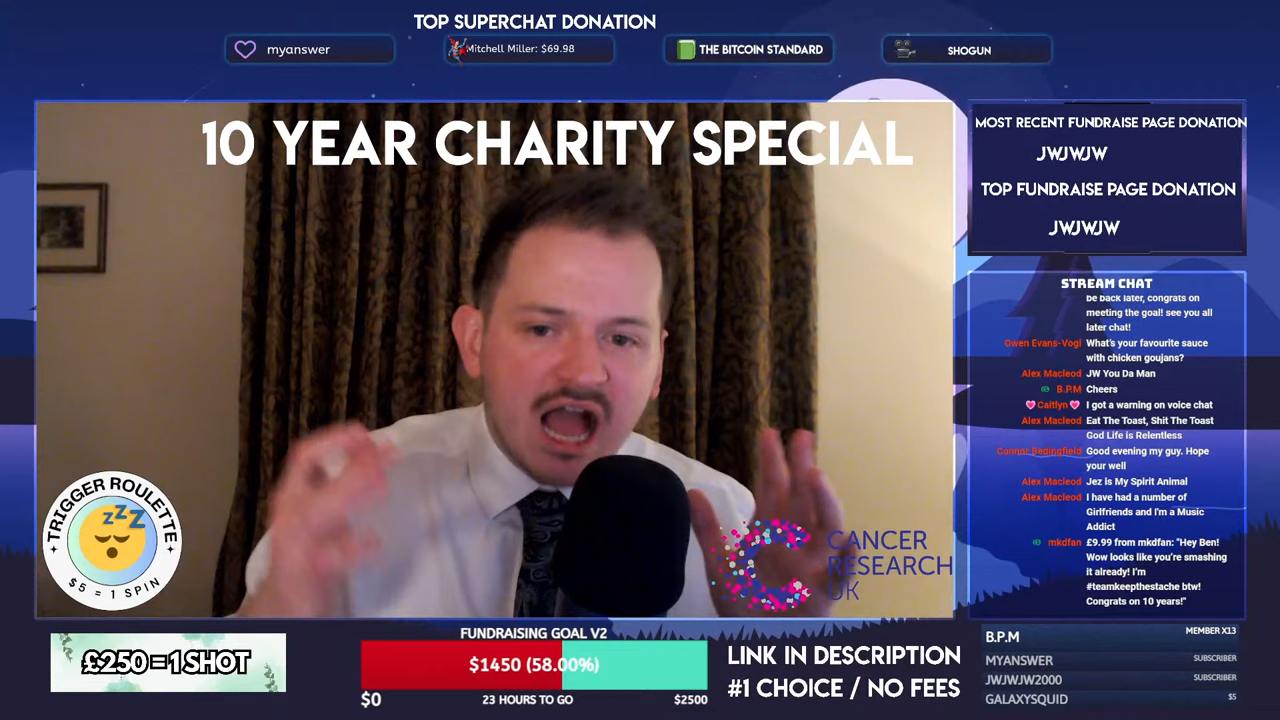 TOP SUPERCHAT DONATION
myanswer
Mitchell Miller: $69.98
THE BITCOIN STANDARD
SHOGUN
10 YEAR CHARITY SPECIAL
MOST RECENT FUNDRAISE PAGE DONATION
JWJWJW
TOP FUNDRAISE PAGE DONATION
JWJWJW
STREAM CHAT
be back later, congrats on
meeting the goal! see you all
later chat!
Owen Evans-Vogi What's your favourite sauce
with chicken goujans?
Alex Macleod JW You Da Man
B.P.M Cheers
Caitlyn I got a warning on voice chat
Alex Macleod Eat The Toast, Shit The Toast
God Life is Relentless
Connor Bedingfield Good evening my guy. Hope
your well
Alex Macleod Jez is My Spirit Animal
Alex Macleod I have had a number of
Girlfriends and I'm a Music
Addict
mkdfan £9.99 from mkdfan: "Hey Ben!
Wow looks like you're smashing
it already! I'm
#teamkeepthestache btw!
Congrats on 10 years!"
TRIGGER ROULETTE
zzz
$5 = 1 SPIN
CANCER
RESEARCH
UK
£250 = 1 SHOT
FUNDRAISING GOAL V2
$1450 (58.00%)
$0
23 HOURS TO GO
$2500
LINK IN DESCRIPTION
#1 CHOICE / NO FEES
B.P.M MEMBER X13
MYANSWER SUBSCRIBER
JWJWJW2000 SUBSCRIBER
GALAXYSQUID $5